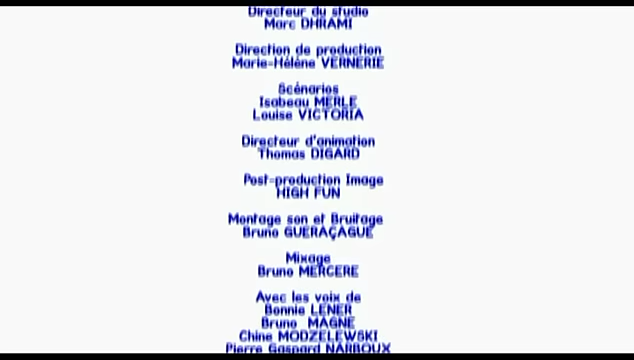 Directeur du studio
Marc DHRAMI
Direction de production
Marie-Hélène VERNERIE
Scénarios
Isabeau MERLE
Louise VICTORIA
Directeur d'animation
Thomas DIGARD
Post-production Image
HIGH FUN
Montage son et Bruitage
Bruno GUERAÇAGUE
Mixage
Bruno MERCERE
Avec les voix de
Bonnie LENER
Bruno MAGNE
Chine MODZELEWSKI
Pierre Gaspard NARBOUX